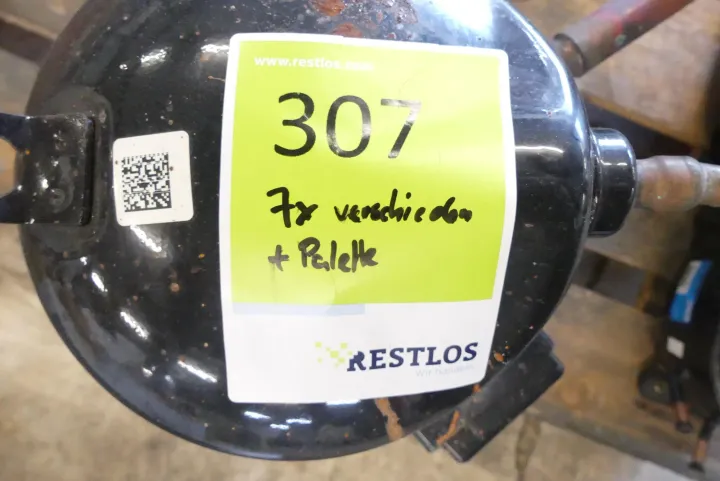 www.restlos.com
307
7x verschieden
+ Palette
RESTLOS